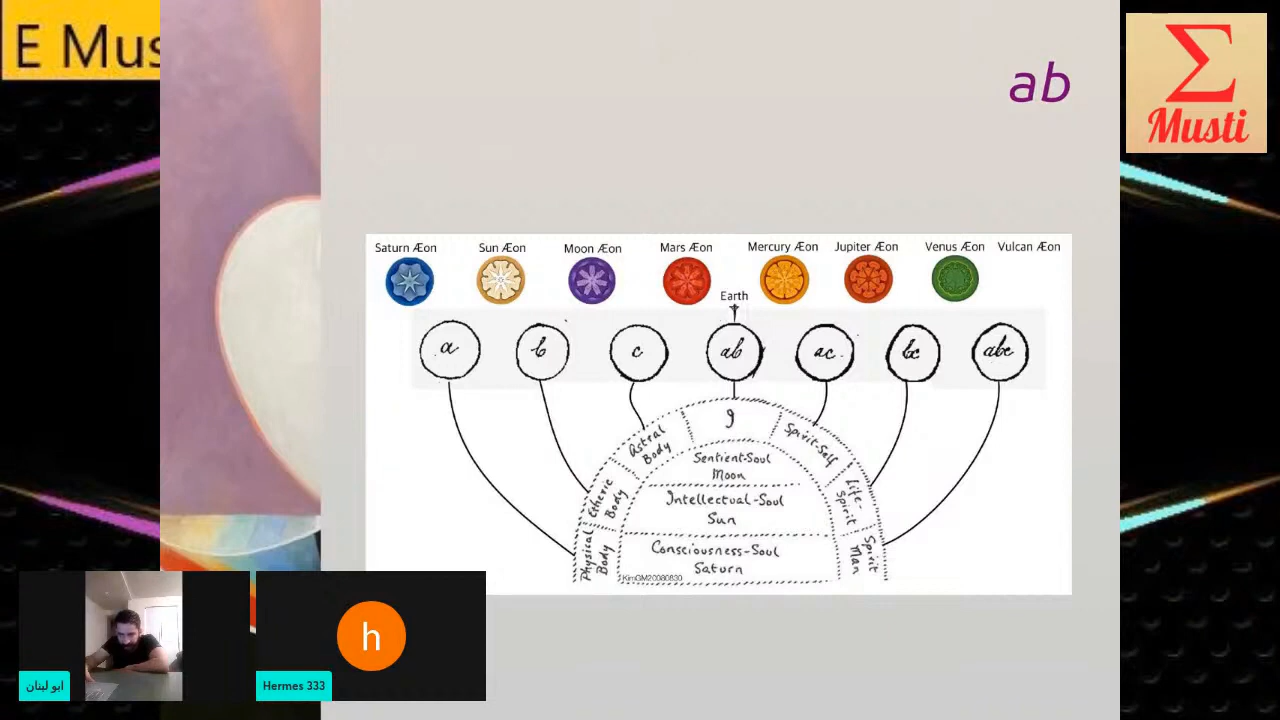 E Mus
Σ
Musti
ab
Saturn Æon Sun Æon Moon Æon Mars Æon Mercury Æon Jupiter Æon Venus Æon Vulcan Æon
Earth
a b c ab ac bc abc
I
Astral Body
Spirit-Self
Sentient-Soul
Moon
Etheric Body
Life-Spirit
Intellectual-Soul
Sun
Physical Body
Spirit Man
Consciousness-Soul
Saturn
KimGM20080830
h
ابو لبنان
Hermes 333